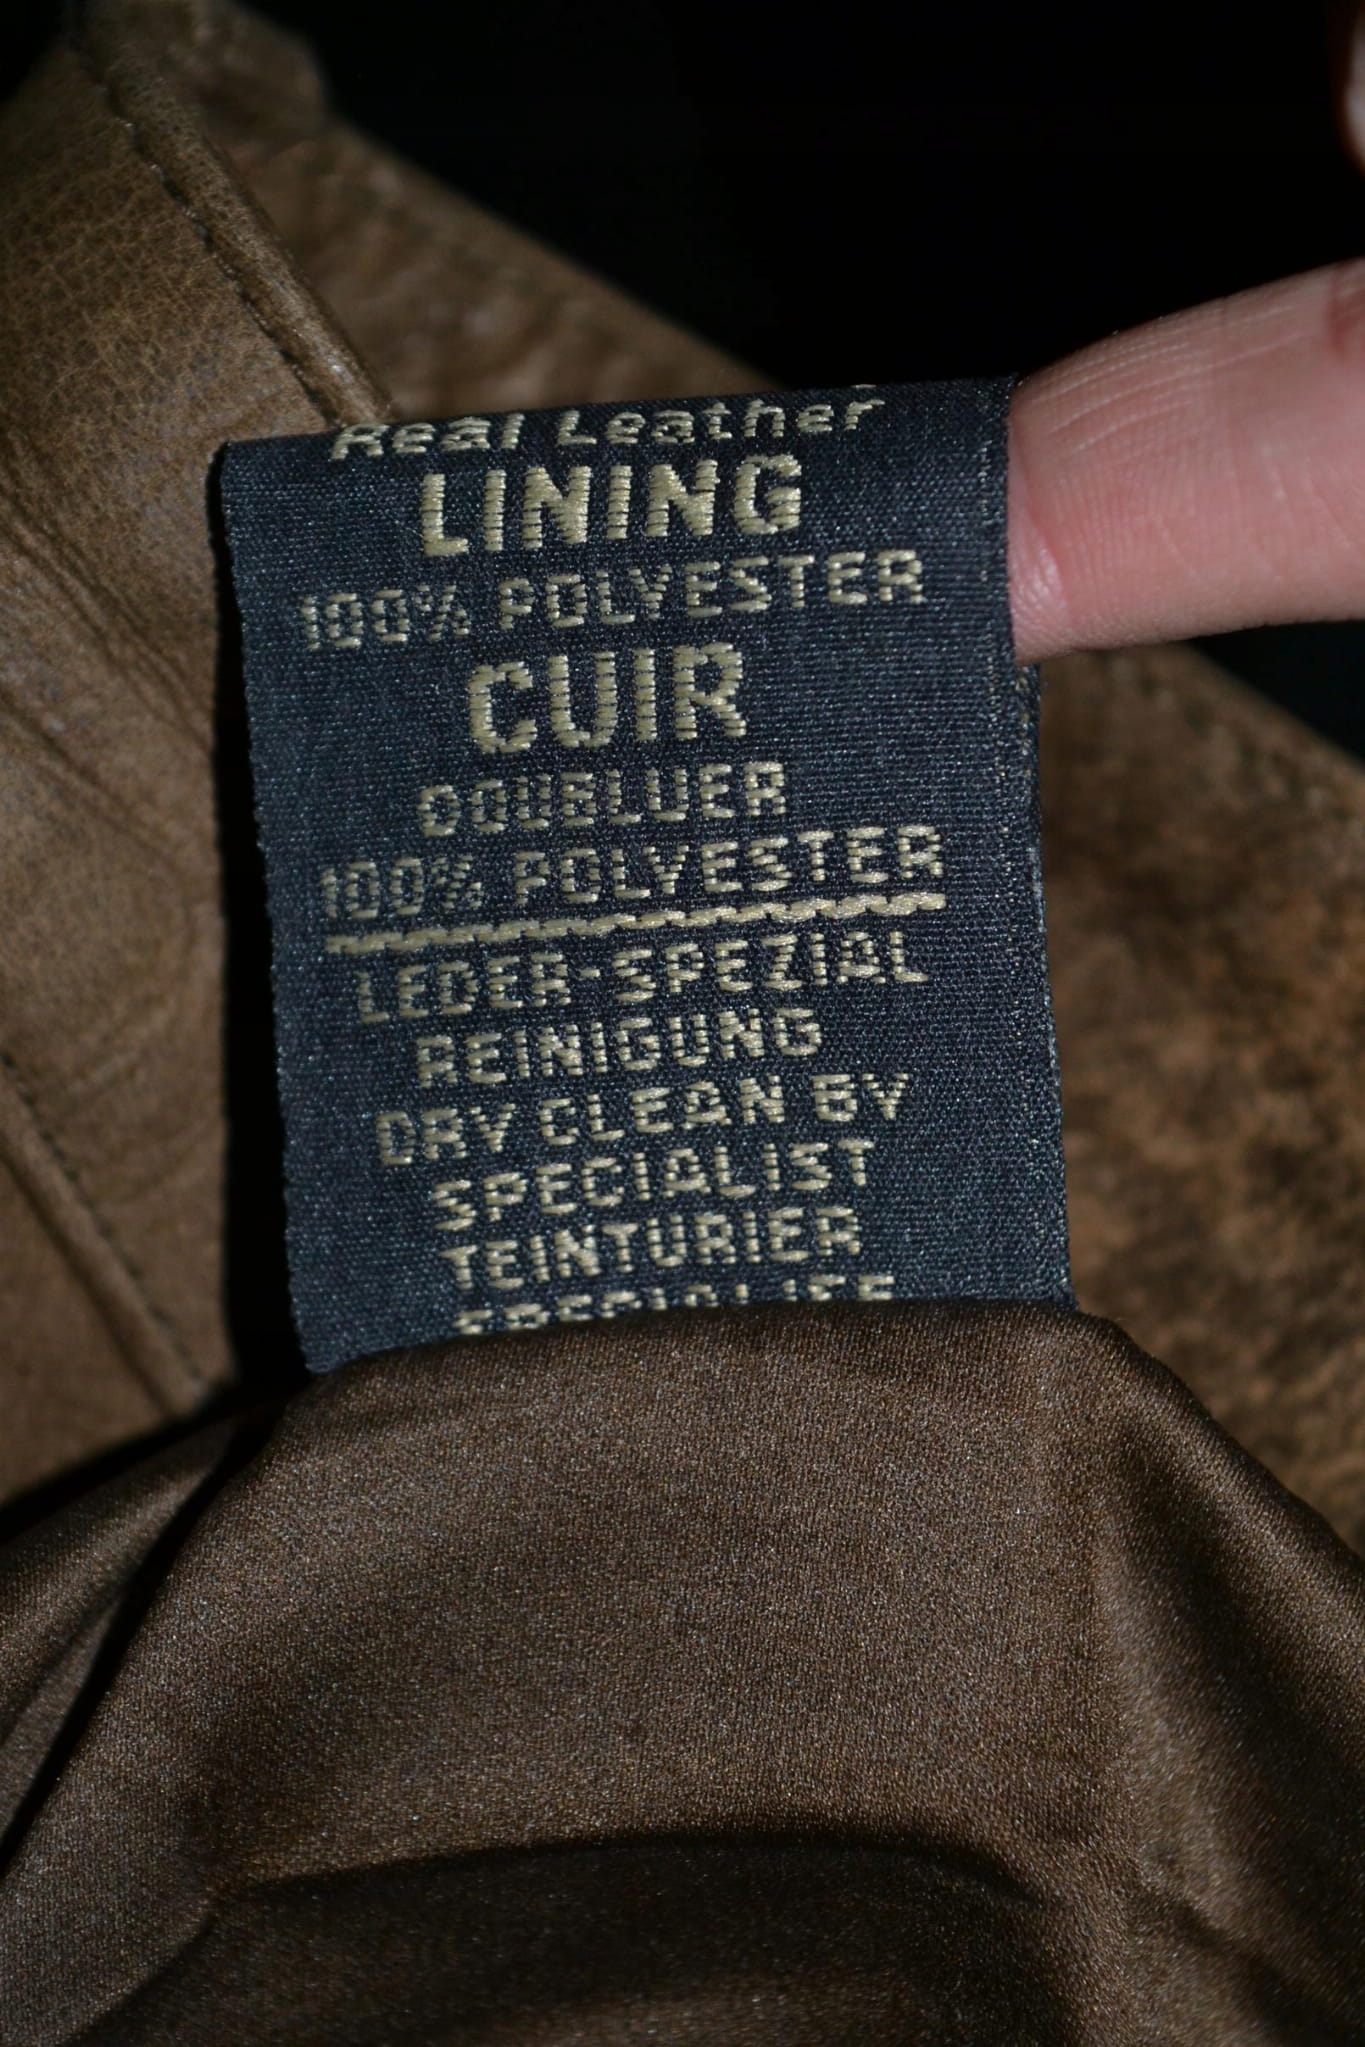 Real Leather
LINING
100% POLYESTER
CUIR
DOUBLUER
100% POLYESTER
LEDER-SPEZIAL
REINIGUNG
DRY CLEAN BY
SPECIALIST
TEINTURIER